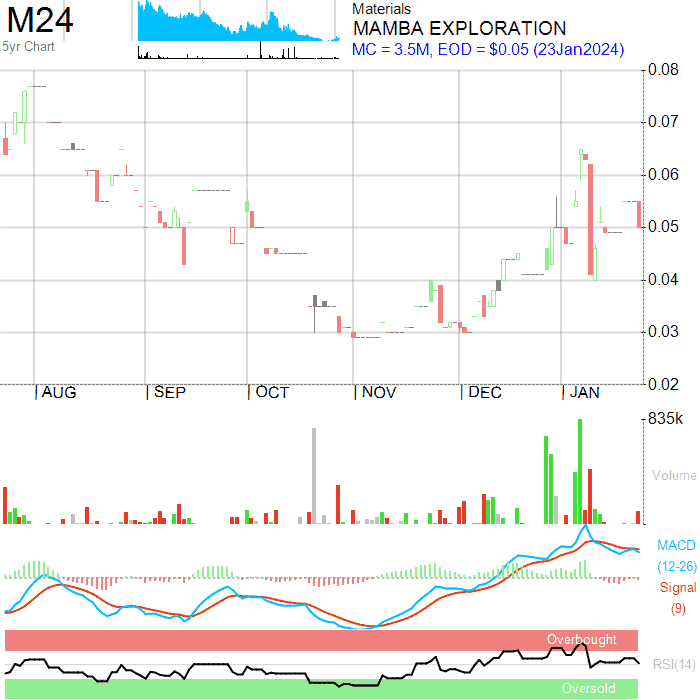 M24
5yr Chart
Materials
MAMBA EXPLORATION
MC = 3.5M, EOD = $0.05 (23Jan2024)
0.08
0.07
0.06
0.05
0.04
0.03
0.02
AUG SEP OCT NOV DEC JAN
835k
Volume
MACD
(12-26)
Signal
(9)
Overbought
RSI(14)
Oversold